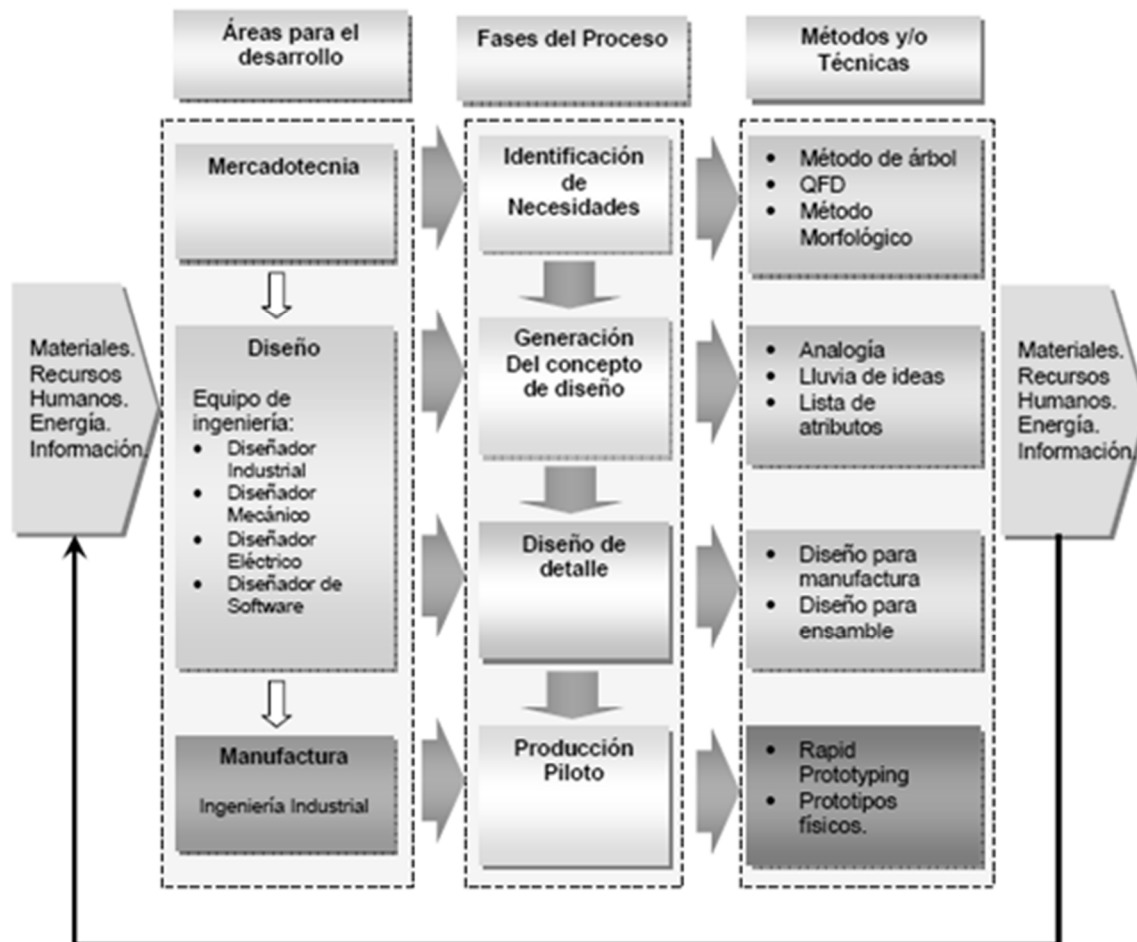 Áreas para el
desarrollo
Fases del Proceso
Métodos y/o
Técnicas
Materiales.
Recursos
Humanos.
Energía.
Información.
Mercadotecnia
Diseño
Equipo de
ingeniería:
• Diseñador
Industrial
• Diseñador
Mecánico
• Diseñador
Eléctrico
• Diseñador de
Software
Manufactura
Ingeniería Industrial
Identificación
de
Necesidades
Generación
Del concepto
de diseño
Diseño de
detalle
Producción
Piloto
• Método de árbol
• QFD
• Método
Morfológico
• Analogía
• Lluvia de ideas
• Lista de
atributos
• Diseño para
manufactura
• Diseño para
ensamble
• Rapid
Prototyping
• Prototipos
físicos.
Materiales.
Recursos
Humanos.
Energía.
Información.